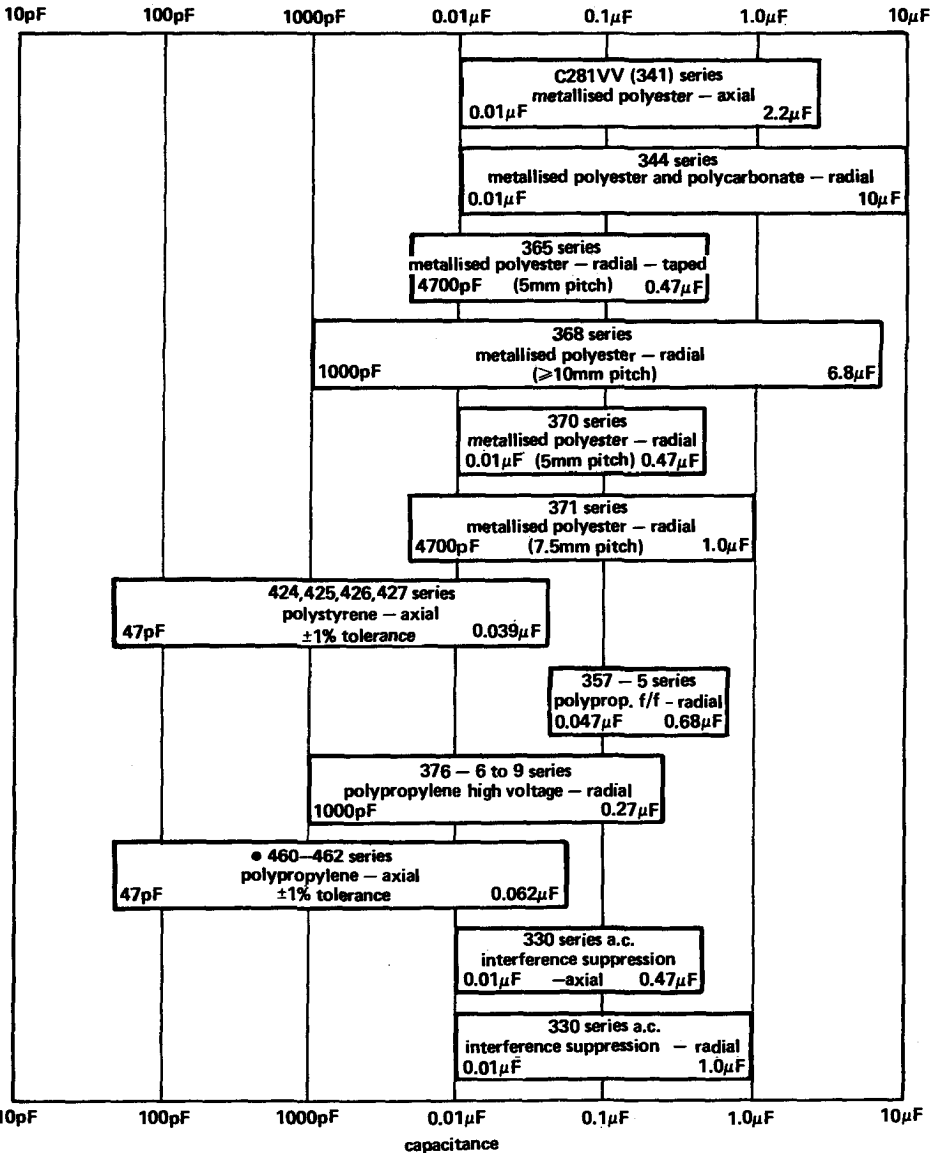 10pF 100pF 1000pF 0.01µF 0.1µF 1.0µF 10µF
C281VV (341) series
metallised polyester — axial
0.01µF 2.2µF
344 series
metallised polyester and polycarbonate — radial
0.01µF 10µF
365 series
metallised polyester — radial — taped
4700pF (5mm pitch) 0.47µF
368 series
metallised polyester — radial
1000pF (⩾10mm pitch) 6.8µF
370 series
metallised polyester — radial
0.01µF (5mm pitch) 0.47µF
371 series
metallised polyester — radial
4700pF (7.5mm pitch) 1.0µF
424,425,426,427 series
polystyrene — axial
47pF ±1% tolerance 0.039µF
357 — 5 series
polyprop. f/f - radial
0.047µF 0.68µF
376 — 6 to 9 series
polypropylene high voltage — radial
1000pF 0.27µF
● 460—462 series
polypropylene — axial
47pF ±1% tolerance 0.062µF
330 series a.c.
interference suppression
0.01µF —axial 0.47µF
330 series a.c.
interference suppression — radial
0.01µF 1.0µF
10pF 100pF 1000pF 0.01µF 0.1µF 1.0µF 10µF
capacitance